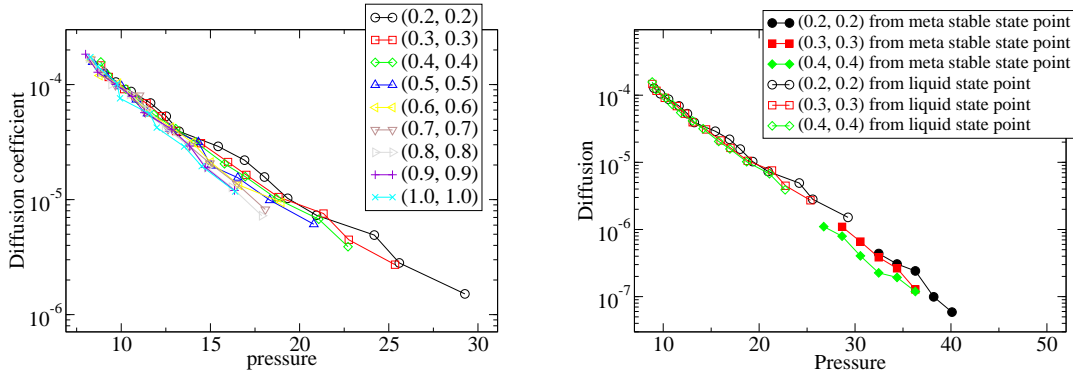 (0.2, 0.2)
(0.3, 0.3)
(0.4, 0.4)
(0.5, 0.5)
(0.6, 0.6)
(0.7, 0.7)
(0.8, 0.8)
(0.9, 0.9)
(1.0, 1.0)
Diffusion coefficient
10^-4
10^-5
10^-6
10 15 20 25 30
pressure
(0.2, 0.2) from meta stable state point
(0.3, 0.3) from meta stable state point
(0.4, 0.4) from meta stable state point
(0.2, 0.2) from liquid state point
(0.3, 0.3) from liquid state point
(0.4, 0.4) from liquid state point
Diffusion
10^-4
10^-5
10^-6
10^-7
10 20 30 40 50
Pressure